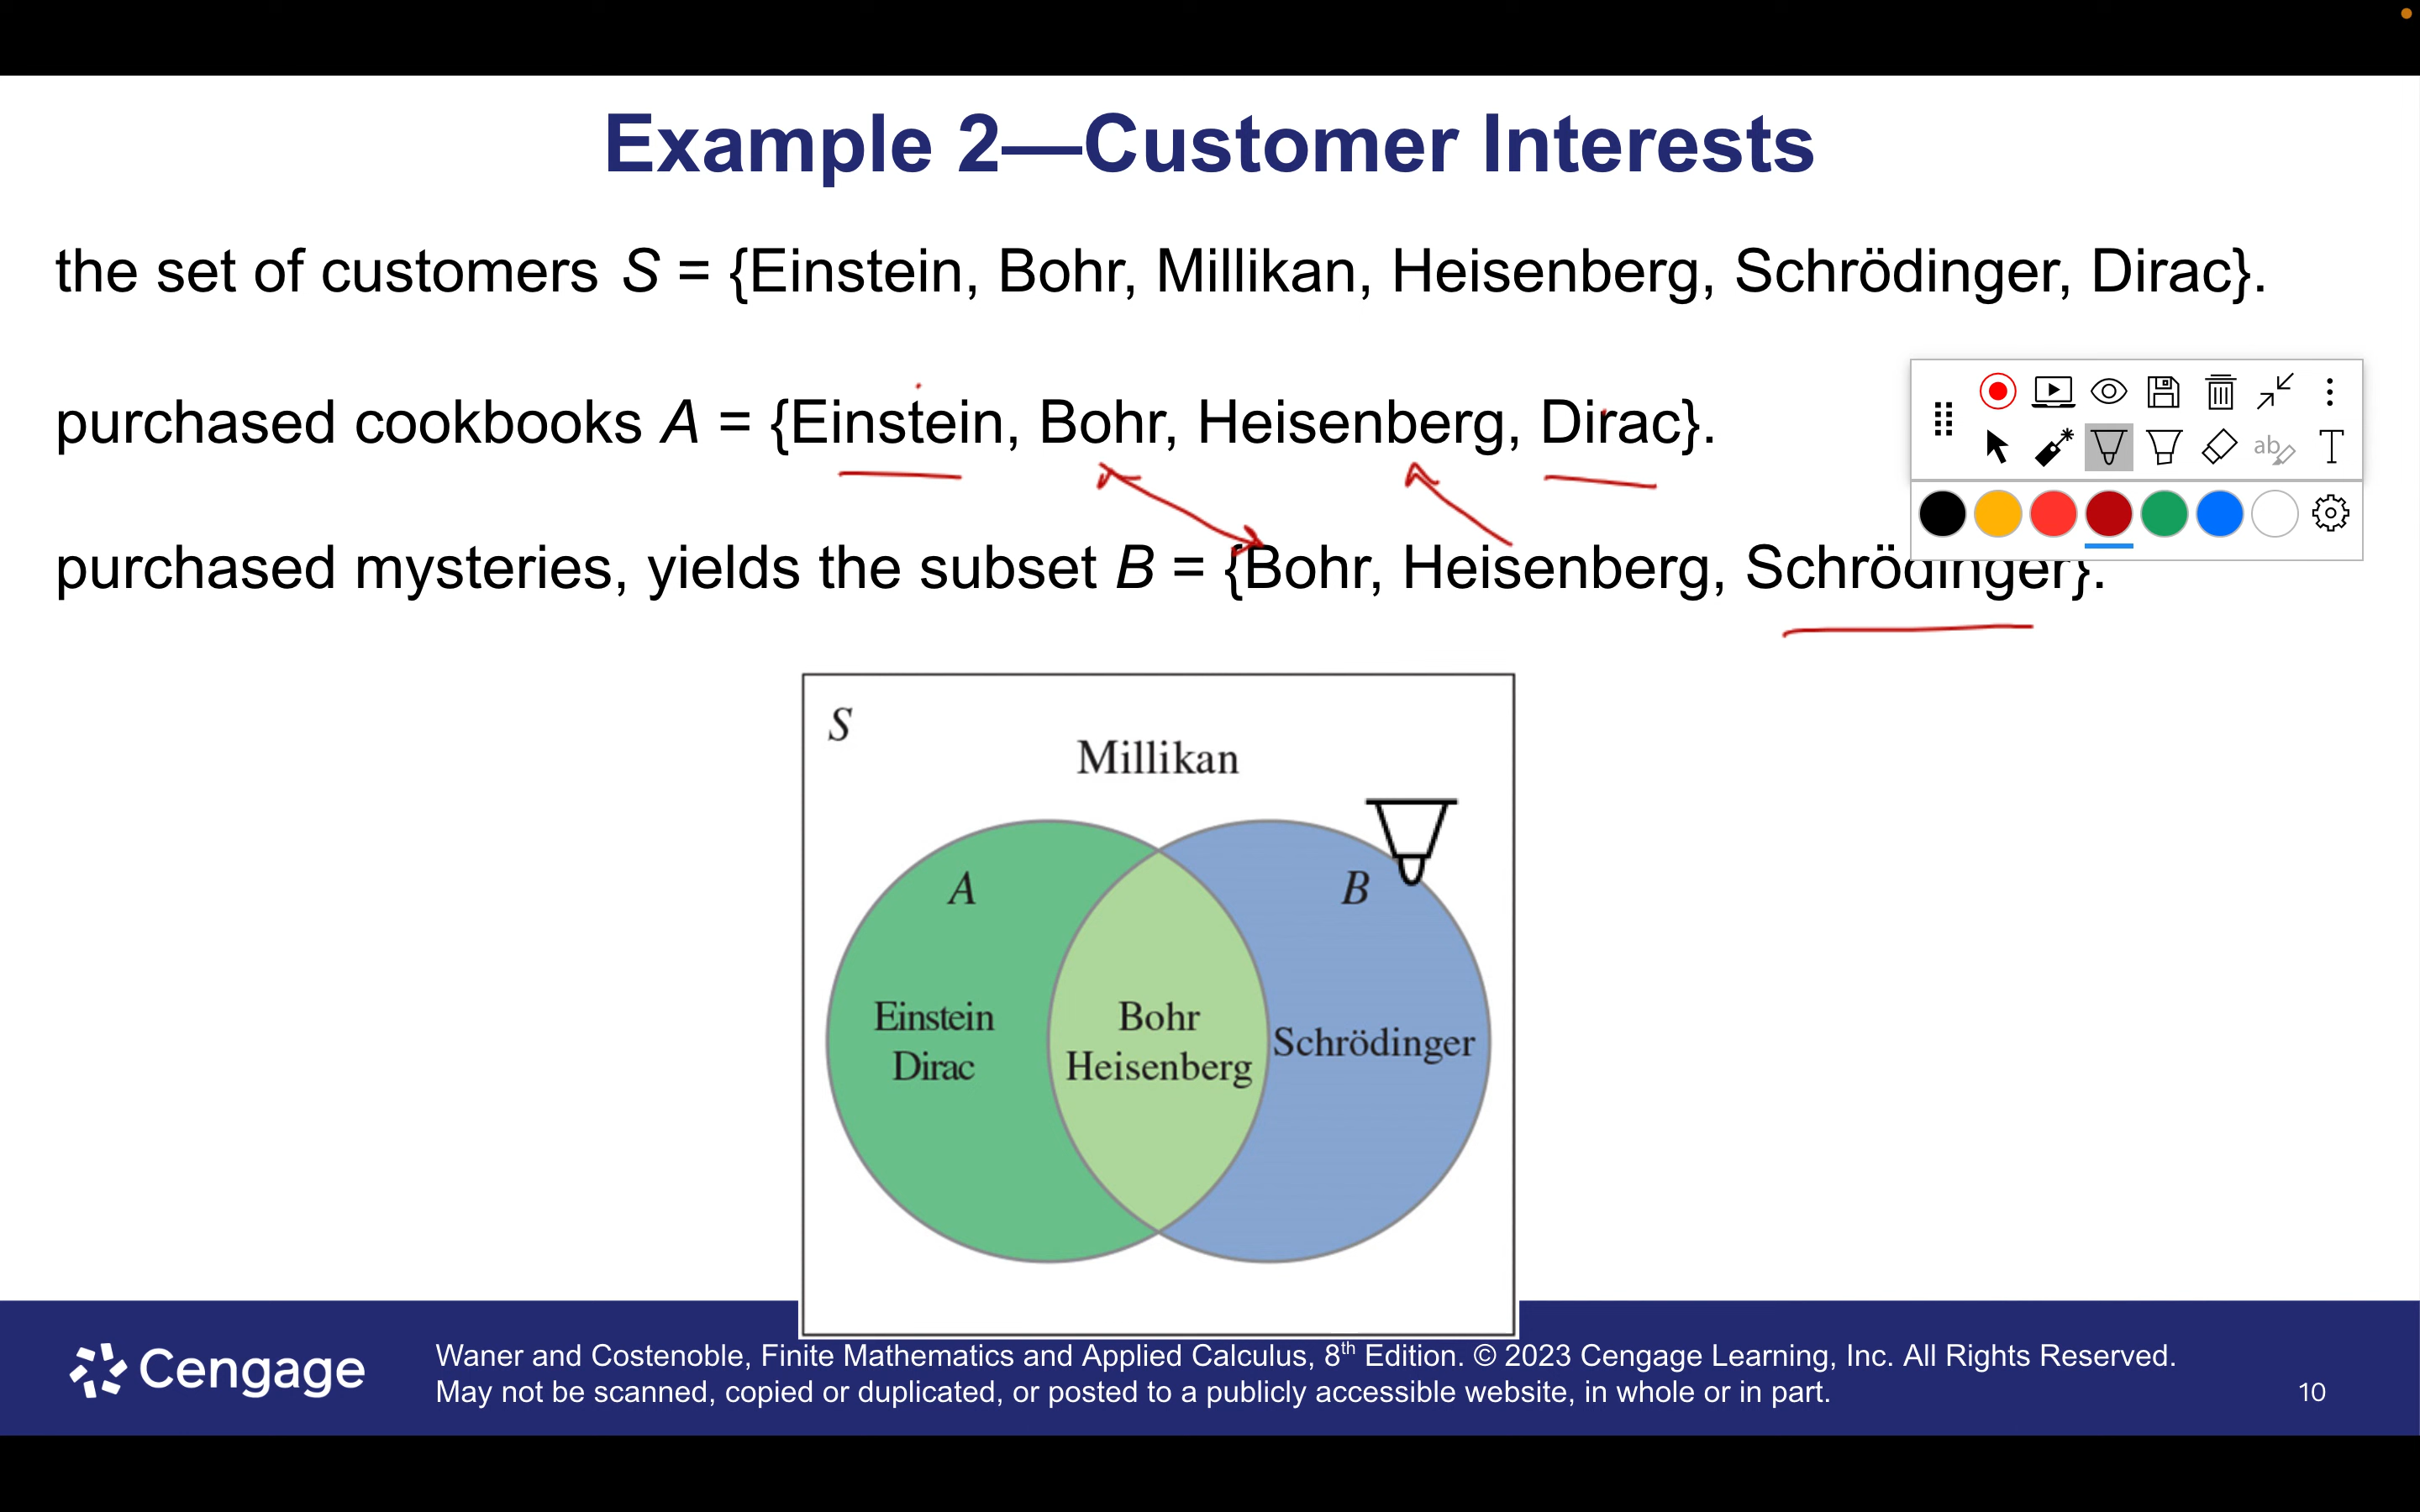 Example 2—Customer Interests
the set of customers S = {Einstein, Bohr, Millikan, Heisenberg, Schrödinger, Dirac}.
purchased cookbooks A = {Einstein, Bohr, Heisenberg, Dirac}.
purchased mysteries, yields the subset B = {Bohr, Heisenberg, Schrödinger}.
ab
T
S
Millikan
A
B
Einstein
Dirac
Bohr
Heisenberg
Schrödinger
Cengage
Waner and Costenoble, Finite Mathematics and Applied Calculus, 8th Edition. © 2023 Cengage Learning, Inc. All Rights Reserved.
May not be scanned, copied or duplicated, or posted to a publicly accessible website, in whole or in part.
10